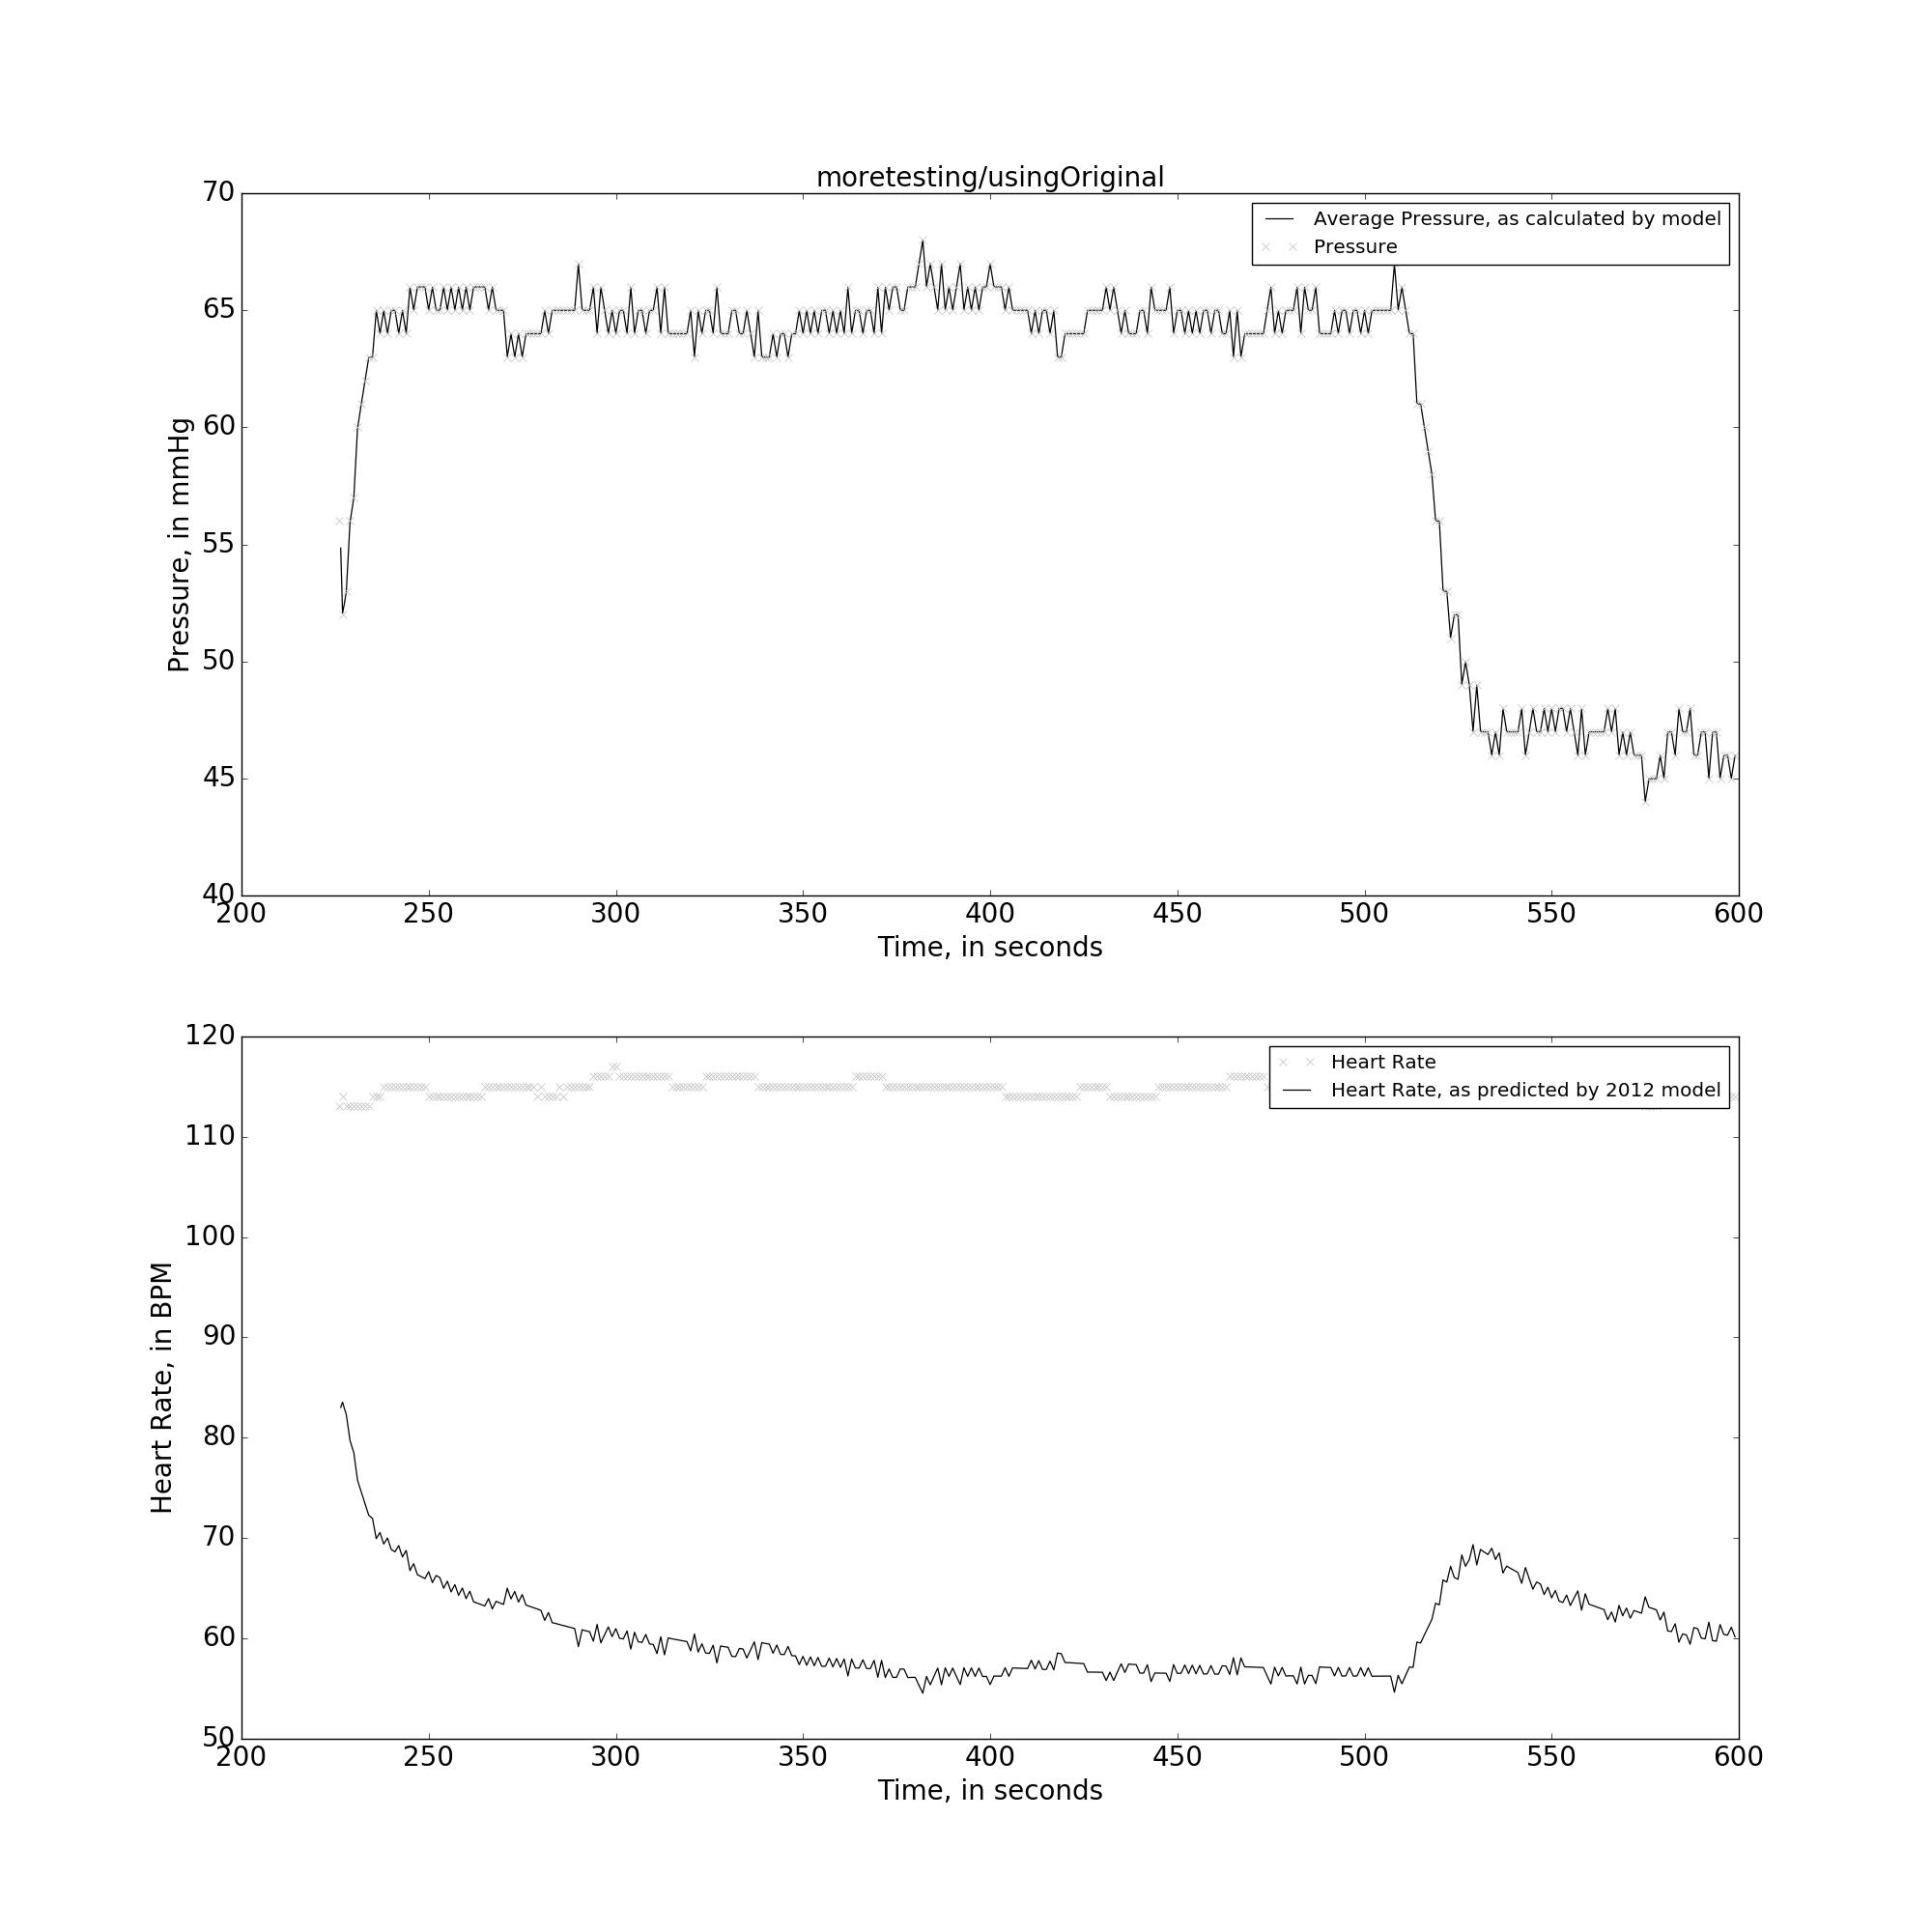 moretesting/usingOriginal
70
65
60
55
50
45
40
Pressure, in mmHg
Average Pressure, as calculated by model
Pressure
200 250 300 350 400 450 500 550 600
Time, in seconds
120
110
100
90
80
70
60
50
Heart Rate, in BPM
Heart Rate
Heart Rate, as predicted by 2012 model
200 250 300 350 400 450 500 550 600
Time, in seconds